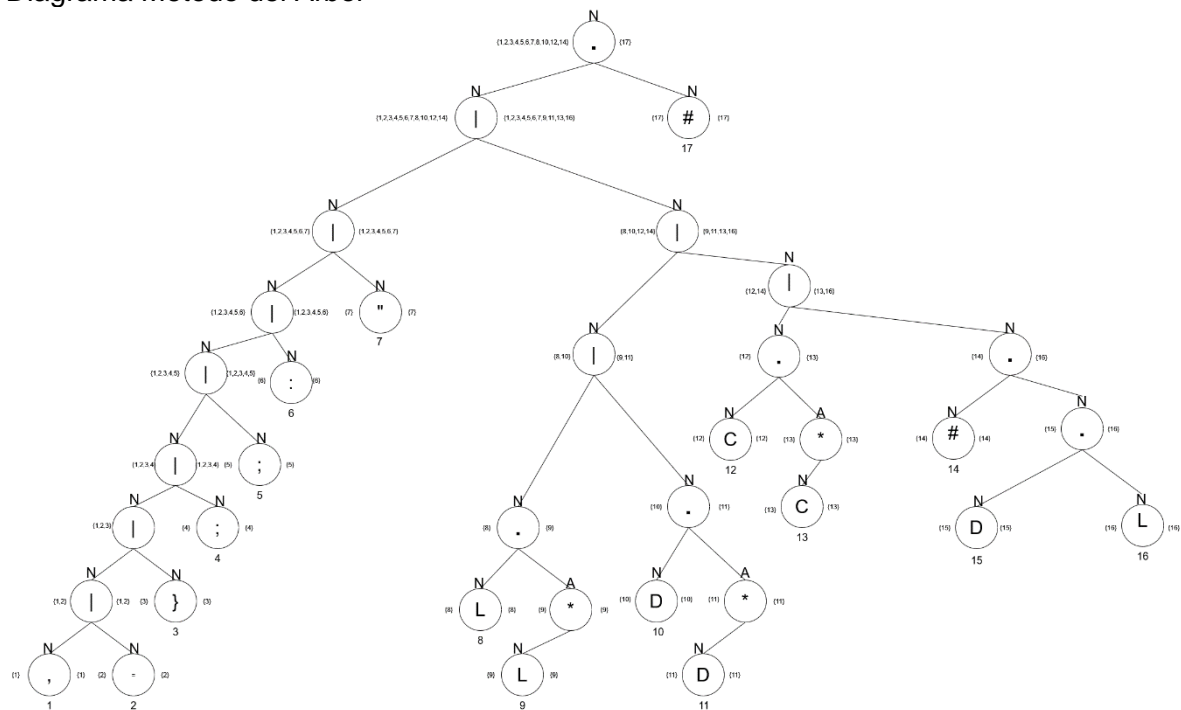 Diagrama Método del Árbol
N
{1,2,3,4,5,6,7,8,10,12,14} . {17}
N N
{1,2,3,4,5,6,7,8,10,12,14} | {1,2,3,4,5,6,7,9,11,13,16} {17} # {17}
17
N N
{1,2,3,4,5,6,7} | {1,2,3,4,5,6,7} {8,10,12,14} | {9,11,13,16}
N
{12,14} | {13,16}
N N
{1,2,3,4,5,6} | {1,2,3,4,5,6} {7} " {7}
7
N N N
{8,10} | {9,11} {12} . {13} {14} . {16}
N N
{1,2,3,4,5} | {1,2,3,4,5} {6} : {6}
6
N A N N
{12} C {12} {13} * {13} {14} # {14} {15} . {16}
12 14
N N
{1,2,3,4} | {1,2,3,4} {5} ; {5}
5
N N N N
{10} . {11} {13} C {13}
13
{15} D {15} {16} L {16}
15 16
N N N
{1,2,3} | {8} . {9} {4} ; {4}
4
N N N A N A
{1,2} | {1,2} {3} } {3} {8} L {8} {9} * {9} {10} D {10} {11} * {11}
3 8 10
N N N N
{1} , {1} {2} {2} {9} L {9} {11} D {11}
1 2 9 11